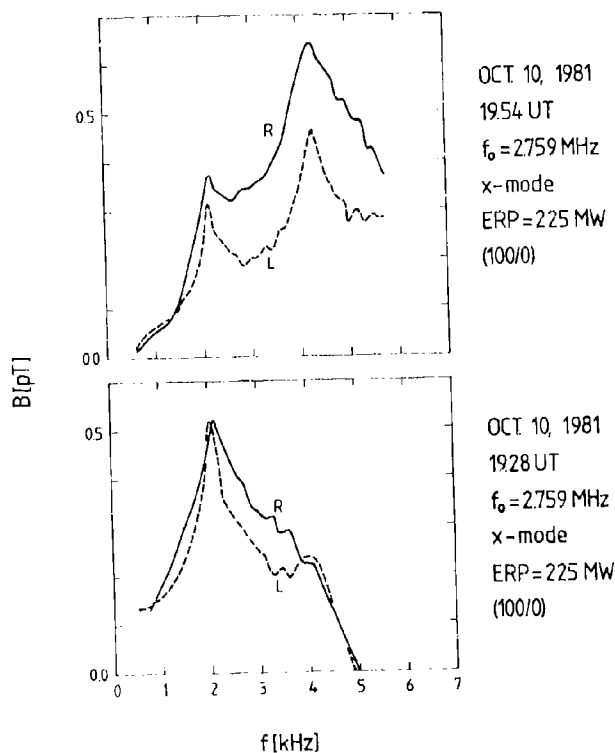 0.5
0.0
R
L
OCT. 10, 1981
19.54 UT
f₀ = 2.759 MHz
x-mode
ERP = 225 MW
(100/0)
B[pT]
0.5
0.0
R
L
0 1 2 3 4 5 6 7
f[kHz]
OCT. 10, 1981
19.28 UT
f₀ = 2.759 MHz
x-mode
ERP = 225 MW
(100/0)